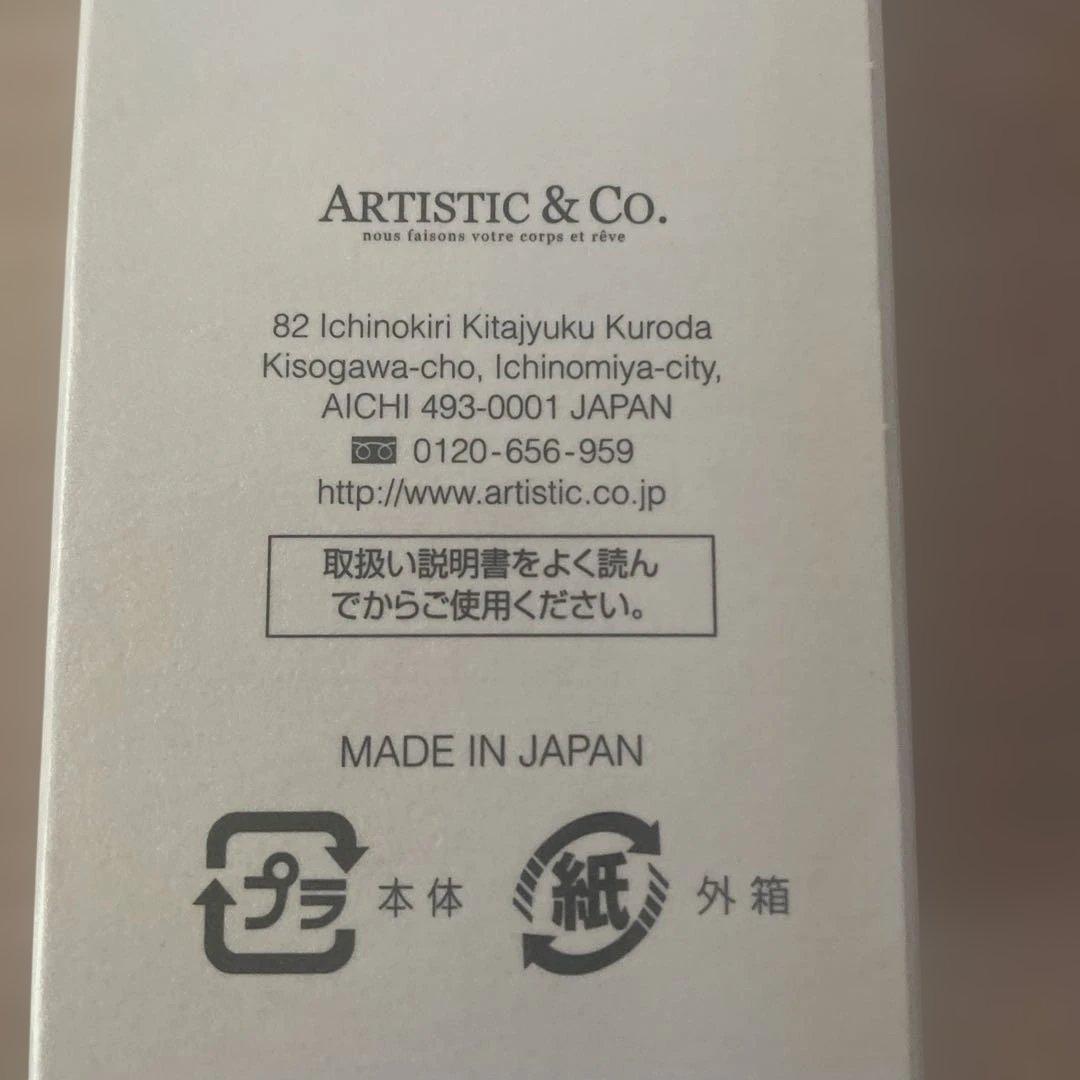 ARTISTIC & CO.
nous faisons votre corps et rêve
82 Ichinokiri Kitajyuku Kuroda
Kisogawa-cho, Ichinomiya-city,
AICHI 493-0001 JAPAN
0120-656-959
http://www.artistic.co.jp
取扱い説明書をよく読ん
でからご使用ください。
MADE IN JAPAN
プラ 本体 紙 外箱